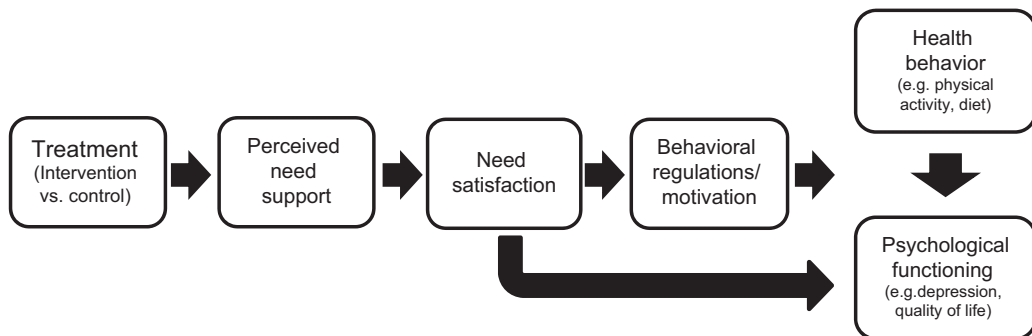 Treatment
(Intervention
vs. control)
Perceived
need
support
Need
satisfaction
Behavioral
regulations/
motivation
Health
behavior
(e.g. physical
activity, diet)
Psychological
functioning
(e.g.depression,
quality of life)